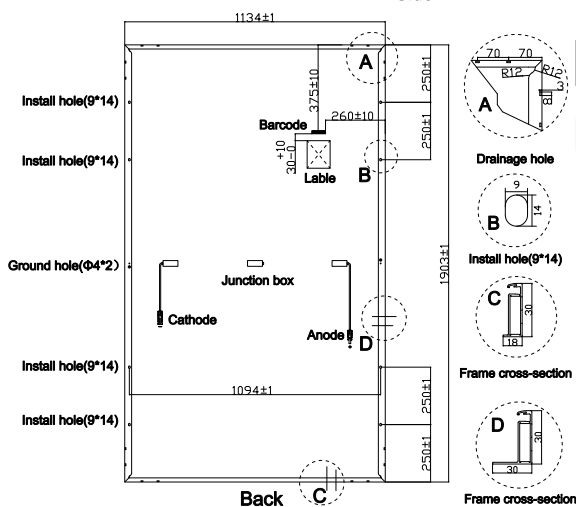 1134±1
A
375±10
250±1
Install hole(9*14)
Barcode
260±10
250±1
Install hole(9*14)
+10
30-0
Lable
B
Ground hole(Φ4*2)
Junction box
1903±1
Cathode
Anode
D
Install hole(9*14)
1094±1
250±1
Install hole(9*14)
250±1
Back
C
70
70
R12
R12
A
8
Drainage hole
9
B
14
Install hole(9*14)
C
30
18
Frame cross-section
D
30
30
Frame cross-section